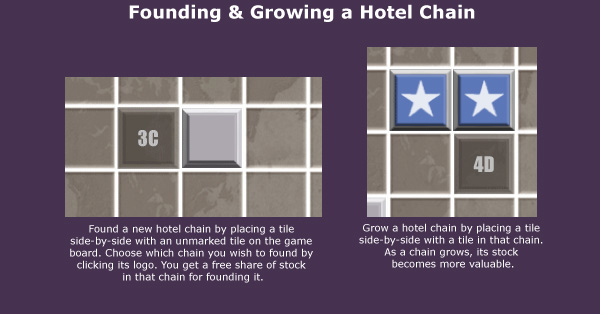 Founding & Growing a Hotel Chain
3C
Found a new hotel chain by placing a tile
side-by-side with an unmarked tile on the game
board. Choose which chain you wish to found by
clicking its logo. You get a free share of stock
in that chain for founding it.
4D
Grow a hotel chain by placing a tile
side-by-side with a tile in that chain.
As a chain grows, its stock
becomes more valuable.